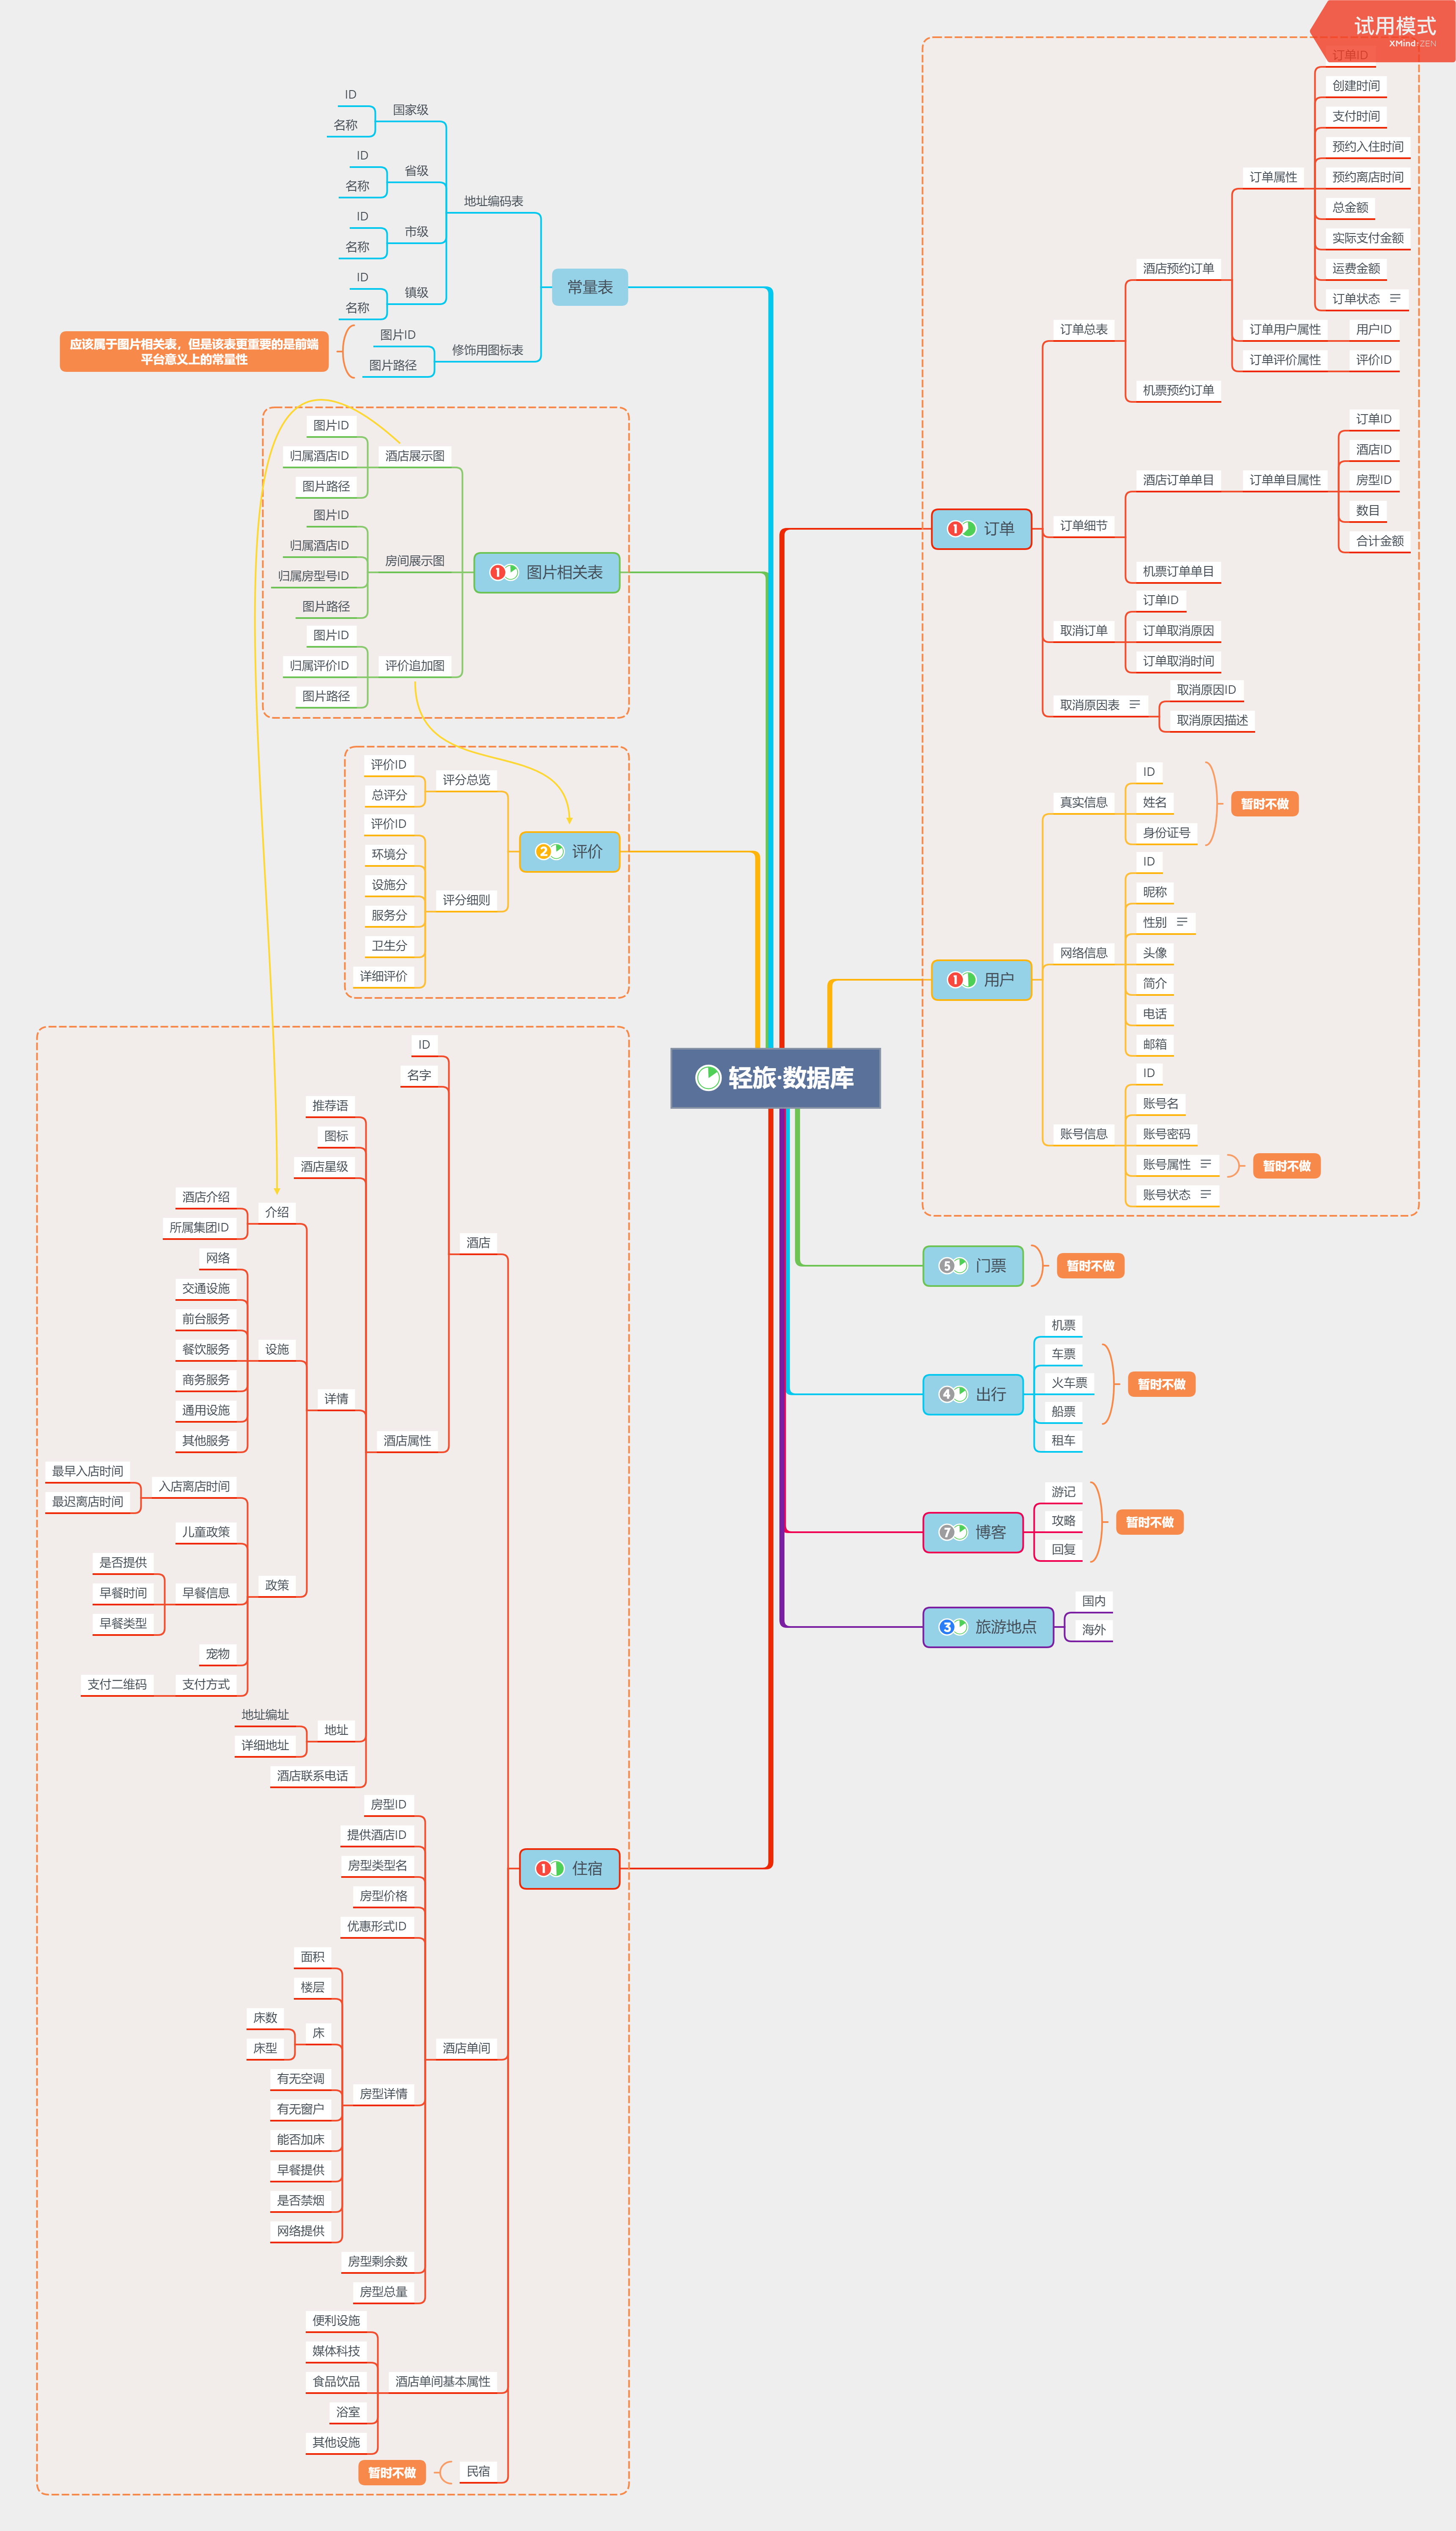 试用模式
XMind:ZEN
轻旅·数据库
1
订单
订单总表
酒店预约订单
订单属性
订单ID
创建时间
支付时间
预约入住时间
预约离店时间
总金额
实际支付金额
运费金额
订单状态
订单用户属性
用户ID
订单评价属性
评价ID
机票预约订单
订单细节
酒店订单单目
订单单目属性
订单ID
酒店ID
房型ID
数目
合计金额
机票订单单目
取消订单
订单ID
订单取消原因
订单取消时间
取消原因表
取消原因ID
取消原因描述
1
用户
真实信息
ID
姓名
身份证号
暂时不做
网络信息
ID
昵称
性别
头像
简介
电话
邮箱
账号信息
ID
账号名
账号密码
账号属性
暂时不做
账号状态
5
门票
暂时不做
4
出行
机票
车票
火车票
船票
租车
暂时不做
7
博客
游记
攻略
回复
暂时不做
3
旅游地点
国内
海外
常量表
地址编码表
国家级
ID
名称
省级
ID
名称
市级
ID
名称
镇级
ID
名称
修饰用图标表
图片ID
图片路径
应该属于图片相关表，但是该表更重要的是前端
平台意义上的常量性
1
图片相关表
酒店展示图
图片ID
归属酒店ID
图片路径
房间展示图
图片ID
归属酒店ID
归属房型号ID
图片路径
评价追加图
图片ID
归属评价ID
图片路径
2
评价
评分总览
评价ID
总评分
评分细则
评价ID
环境分
设施分
服务分
卫生分
详细评价
1
住宿
酒店
ID
名字
酒店属性
推荐语
图标
酒店星级
详情
介绍
酒店介绍
所属集团ID
设施
网络
交通设施
前台服务
餐饮服务
商务服务
通用设施
其他服务
政策
入店离店时间
最早入店时间
最迟离店时间
儿童政策
早餐信息
是否提供
早餐时间
早餐类型
宠物
支付方式
支付二维码
地址
地址编址
详细地址
酒店联系电话
酒店单间
房型ID
提供酒店ID
房型类型名
房型价格
优惠形式ID
房型详情
面积
楼层
床
床数
床型
有无空调
有无窗户
能否加床
早餐提供
是否禁烟
网络提供
房型剩余数
房型总量
酒店单间基本属性
便利设施
媒体科技
食品饮品
浴室
其他设施
民宿
暂时不做